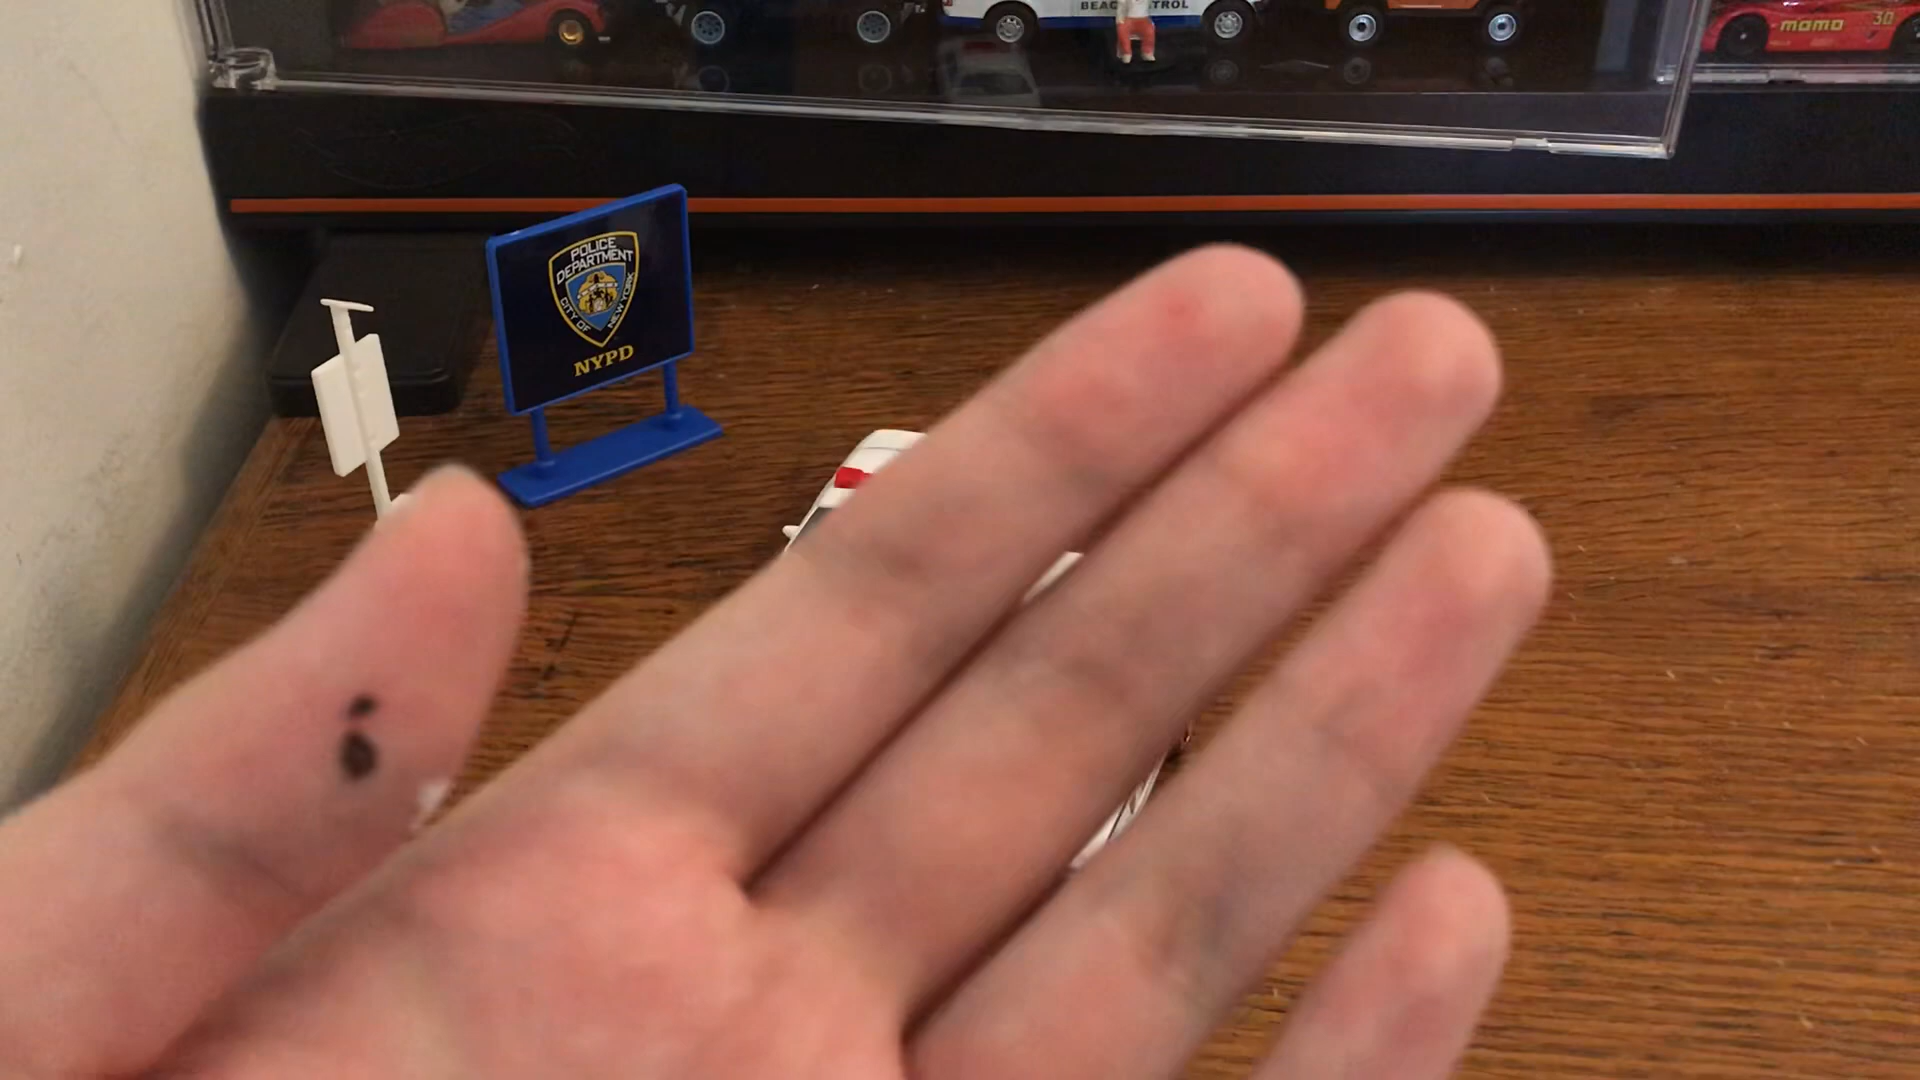 BEACH PATROL
momo 30
POLICE
DEPARTMENT
CITY OF NEW YORK
NYPD